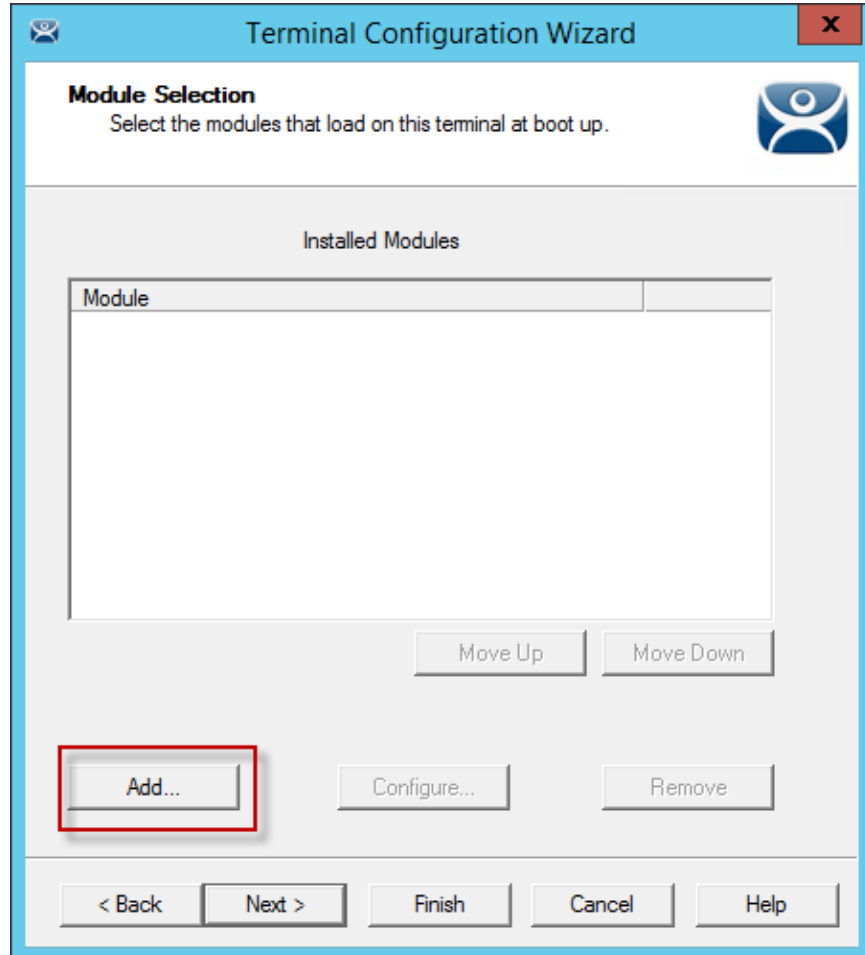 Terminal Configuration Wizard
x
Module Selection
Select the modules that load on this terminal at boot up.
Installed Modules
Module
Move Up Move Down
Add... Configure... Remove
< Back Next > Finish Cancel Help